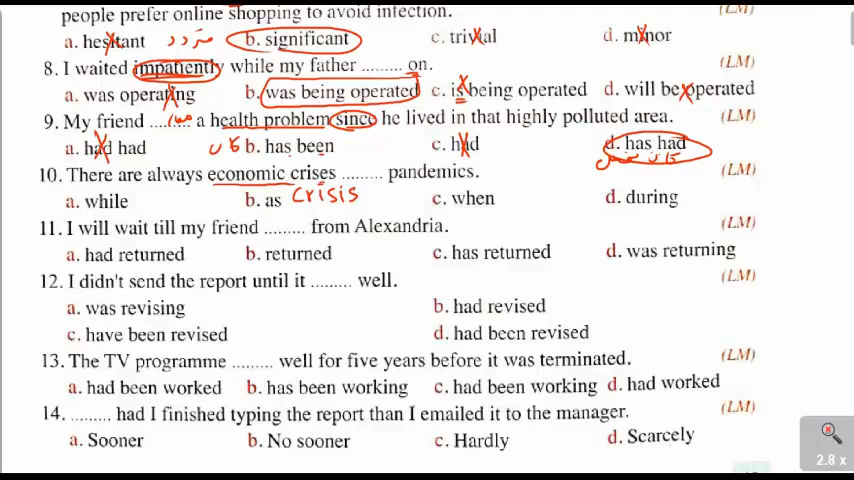 people prefer online shopping to avoid infection. (LM)
a. hesitant متردد b. significant c. trivial d. minor
8. I waited impatiently while my father ......... on. (LM)
a. was operating b. was being operated c. is being operated d. will be operated
9. My friend ......... a health problem since he lived in that highly polluted area. (LM)
a. had had b. has been c. had d. has had
10. There are always economic crises ......... pandemics. (LM)
a. while b. as crisis c. when d. during
11. I will wait till my friend ......... from Alexandria. (LM)
a. had returned b. returned c. has returned d. was returning
12. I didn't send the report until it ......... well. (LM)
a. was revising b. had revised
c. have been revised d. had been revised
13. The TV programme ......... well for five years before it was terminated. (LM)
a. had been worked b. has been working c. had been working d. had worked
14. ......... had I finished typing the report than I emailed it to the manager. (LM)
a. Sooner b. No sooner c. Hardly d. Scarcely
2.8 x